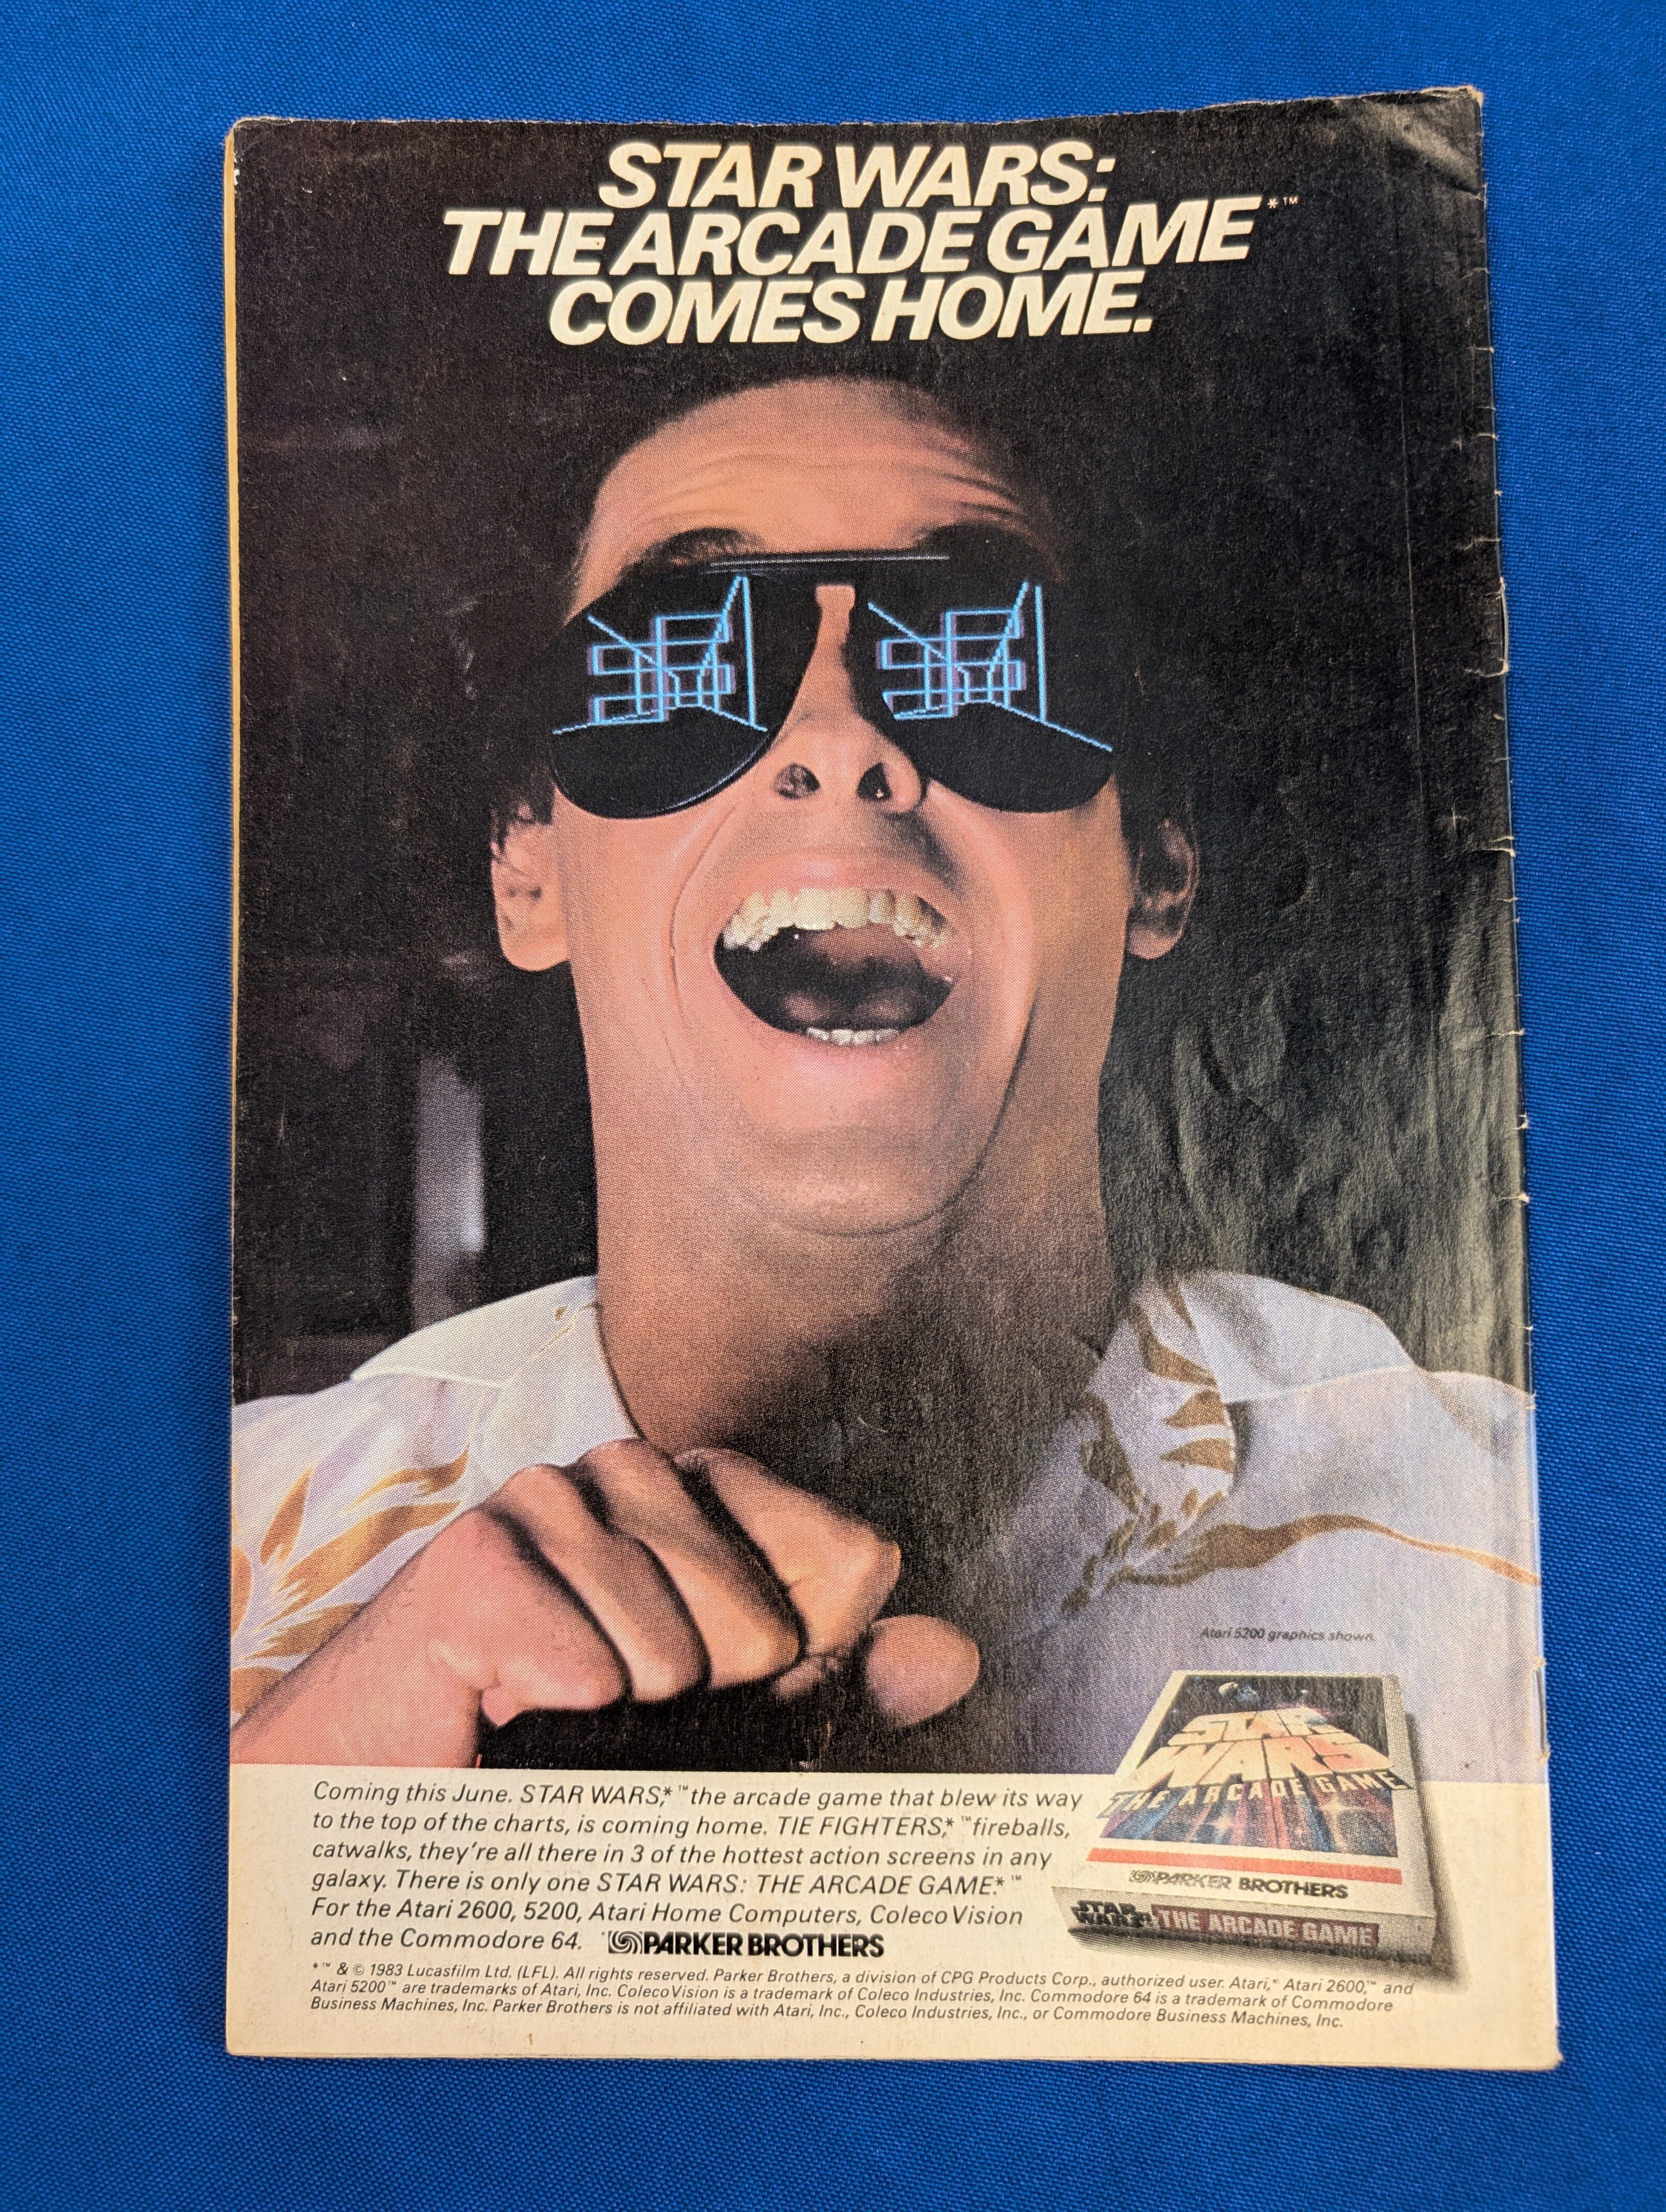 STAR WARS:
THE ARCADE GAME*™
COMES HOME.
Atari 5200 graphics shown.
STAR
WARS
THE ARCADE GAME
PARKER BROTHERS
STAR
WARS THE ARCADE GAME
Coming this June. STAR WARS,*™ the arcade game that blew its way
to the top of the charts, is coming home. TIE FIGHTERS,*™ fireballs,
catwalks, they're all there in 3 of the hottest action screens in any
galaxy. There is only one STAR WARS: THE ARCADE GAME.*™
For the Atari 2600, 5200, Atari Home Computers, ColecoVision
and the Commodore 64. PARKER BROTHERS
*™ & © 1983 Lucasfilm Ltd. (LFL). All rights reserved. Parker Brothers, a division of CPG Products Corp., authorized user. Atari,® Atari 2600,™ and
Atari 5200™ are trademarks of Atari, Inc. ColecoVision is a trademark of Coleco Industries, Inc. Commodore 64 is a trademark of Commodore
Business Machines, Inc. Parker Brothers is not affiliated with Atari, Inc., Coleco Industries, Inc., or Commodore Business Machines, Inc.